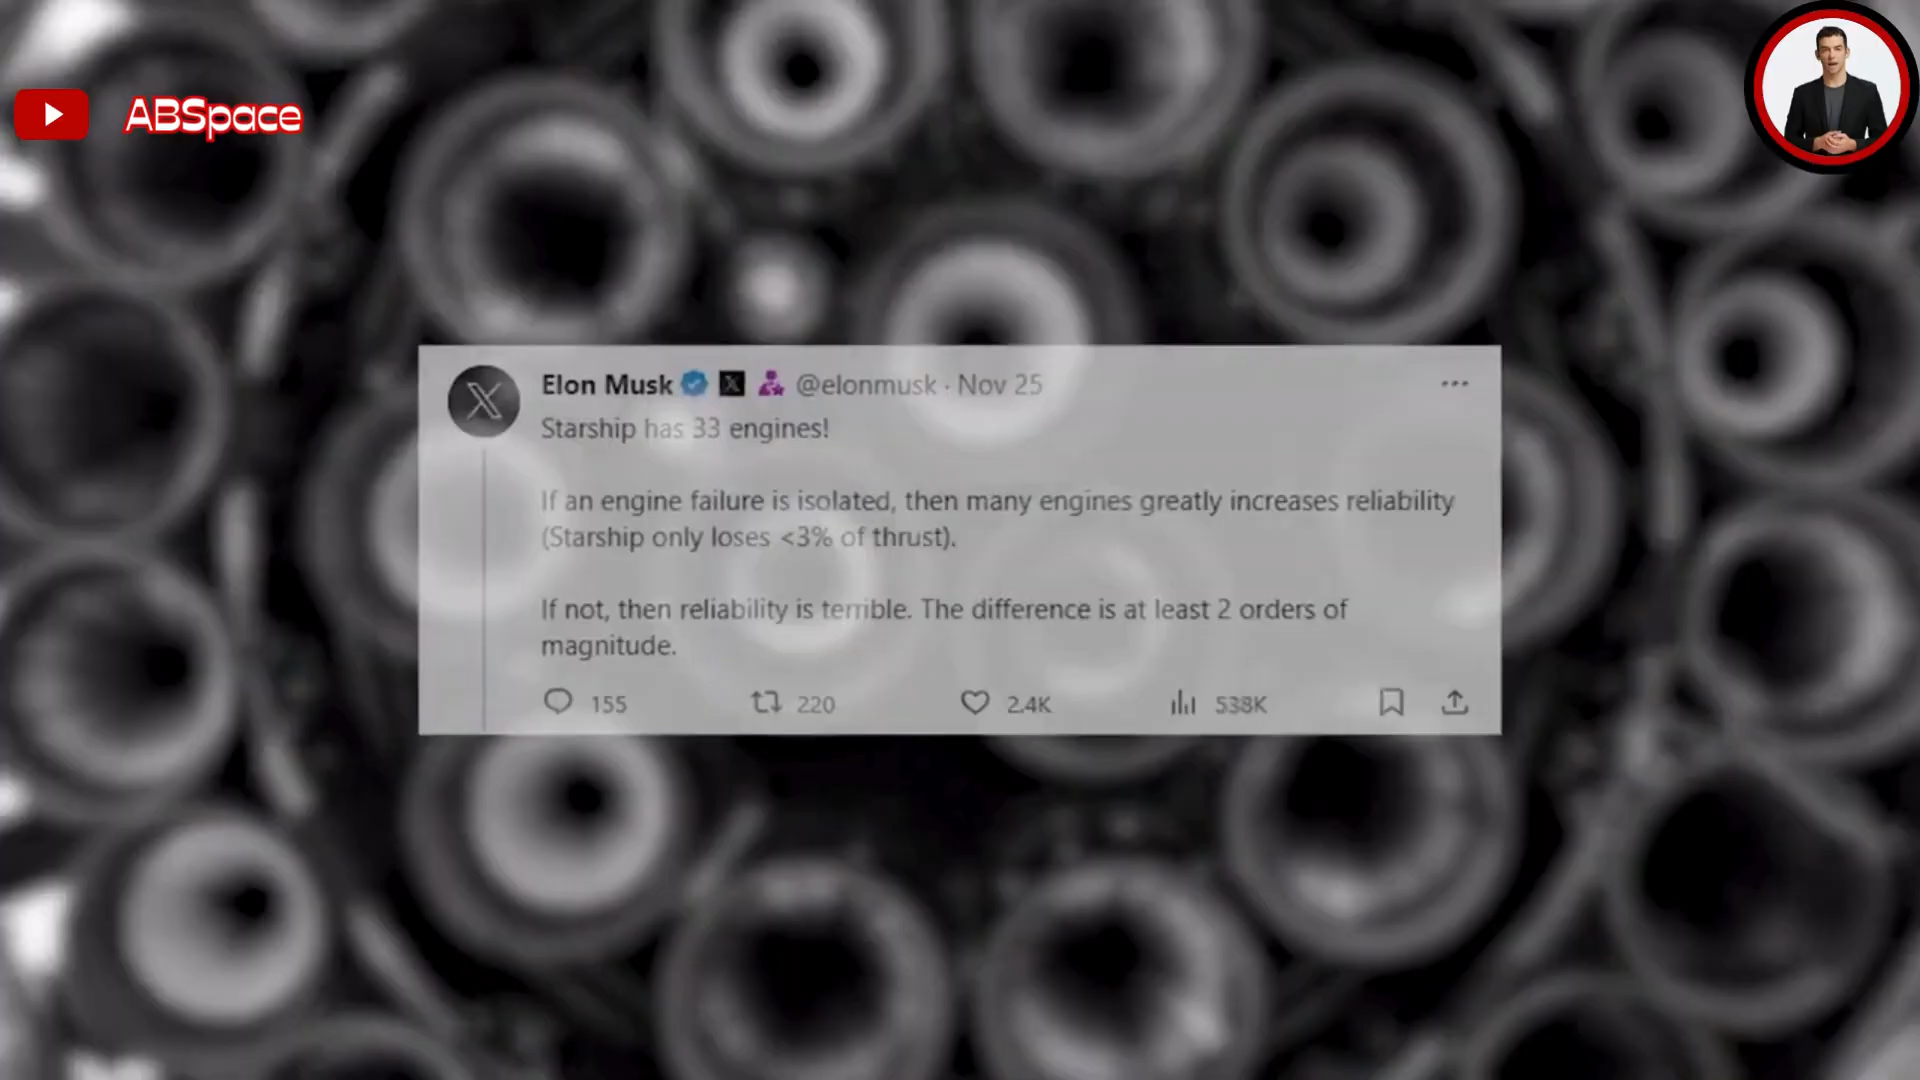 ABSpace
Elon Musk @elonmusk · Nov 25
Starship has 33 engines!
If an engine failure is isolated, then many engines greatly increases reliability
(Starship only loses <3% of thrust).
If not, then reliability is terrible. The difference is at least 2 orders of
magnitude.
155 220 2.4K 538K